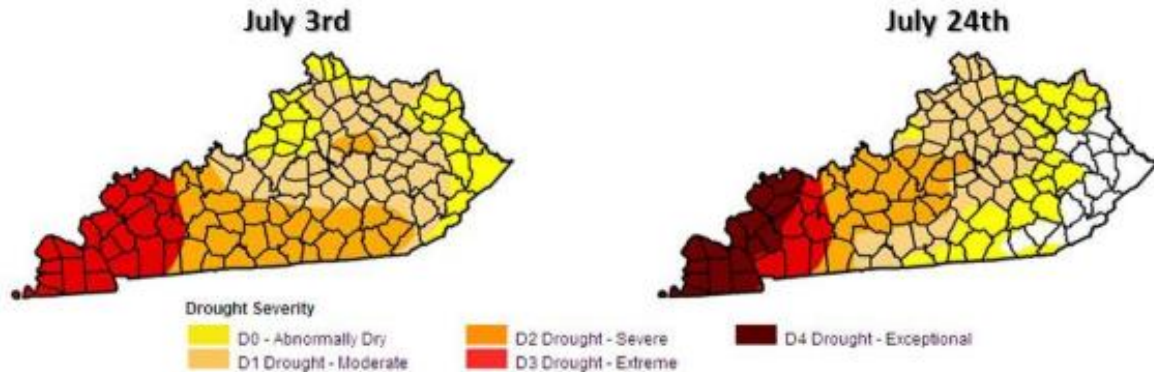 July 3rd
July 24th
Drought Severity
D0 - Abnormally Dry
D2 Drought - Severe
D4 Drought - Exceptional
D1 Drought - Moderate
D3 Drought - Extreme